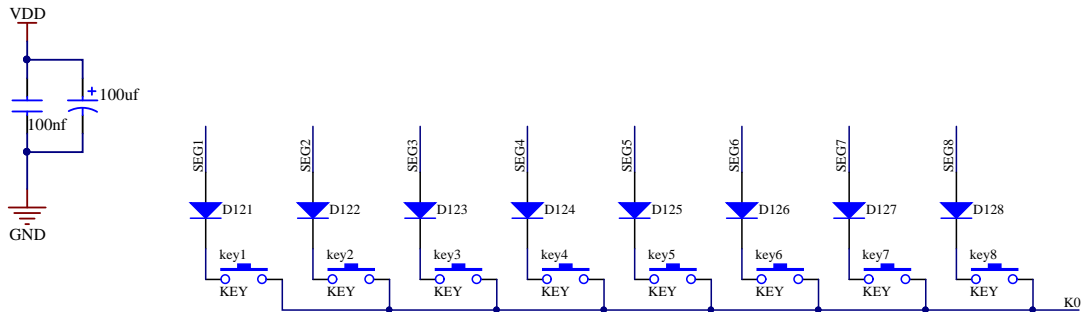 VDD
+
100uf
100nf
GND
SEG1 SEG2 SEG3 SEG4 SEG5 SEG6 SEG7 SEG8
D121 D122 D123 D124 D125 D126 D127 D128
key1 key2 key3 key4 key5 key6 key7 key8
KEY KEY KEY KEY KEY KEY KEY KEY
K0